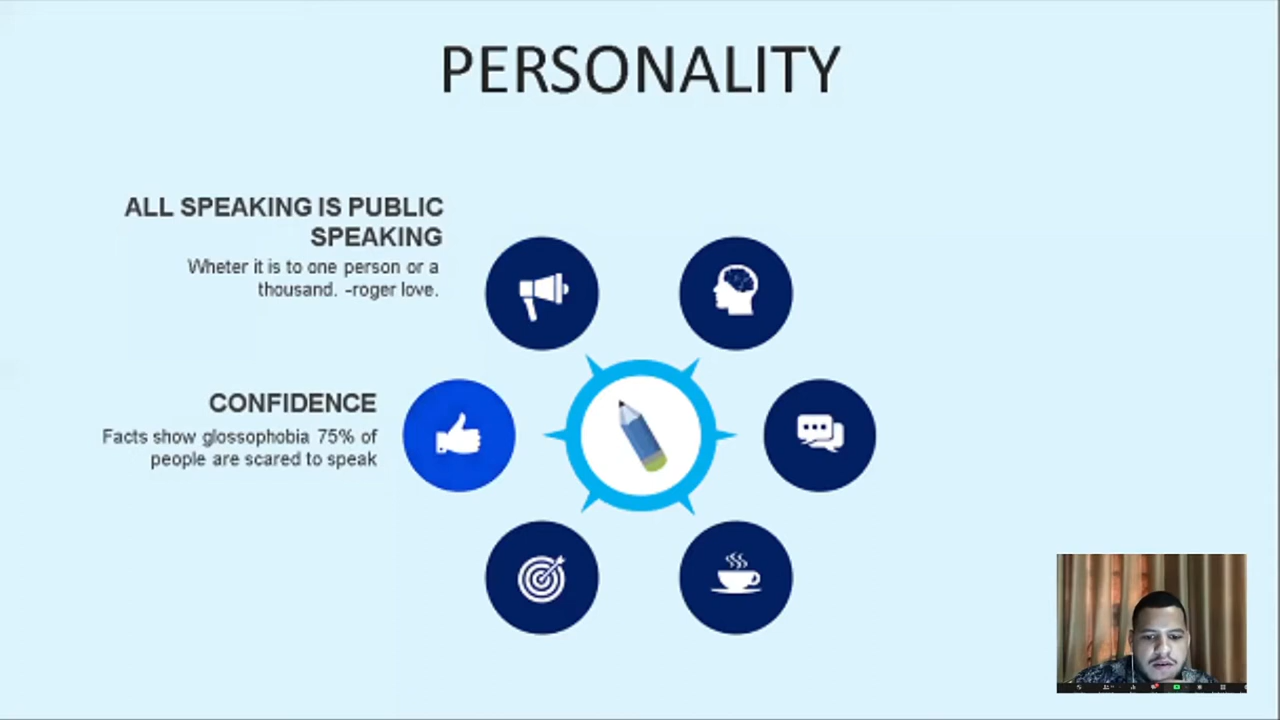 PERSONALITY
ALL SPEAKING IS PUBLIC
SPEAKING
Wheter it is to one person or a
thousand. -roger love.
CONFIDENCE
Facts show glossophobia 75% of
people are scared to speak